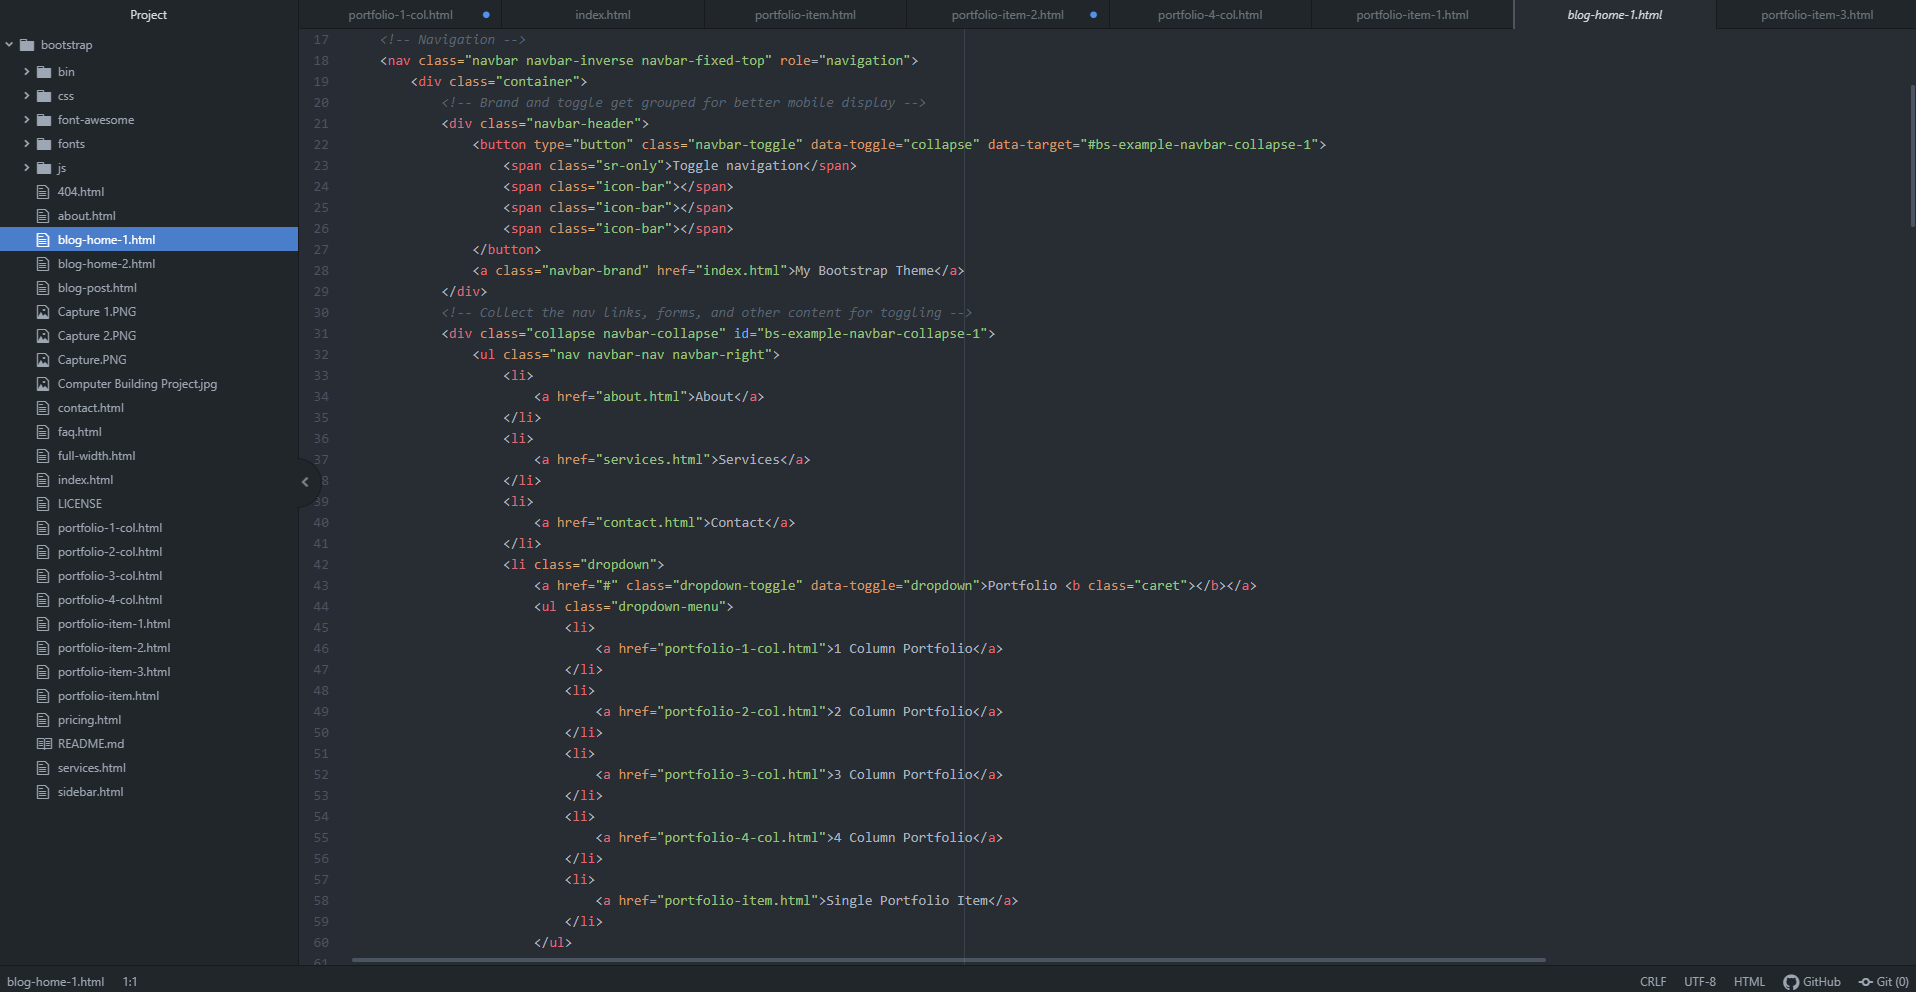 Project
bootstrap
bin
css
font-awesome
fonts
js
404.html
about.html
blog-home-1.html
blog-home-2.html
blog-post.html
Capture 1.PNG
Capture 2.PNG
Capture.PNG
Computer Building Project.jpg
contact.html
faq.html
full-width.html
index.html
LICENSE
portfolio-1-col.html
portfolio-2-col.html
portfolio-3-col.html
portfolio-4-col.html
portfolio-item-1.html
portfolio-item-2.html
portfolio-item-3.html
portfolio-item.html
pricing.html
README.md
services.html
sidebar.html
portfolio-1-col.html index.html portfolio-item.html portfolio-item-2.html portfolio-4-col.html portfolio-item-1.html blog-home-1.html portfolio-item-3.html
17 <!-- Navigation -->
18 <nav class="navbar navbar-inverse navbar-fixed-top" role="navigation">
19 <div class="container">
20 <!-- Brand and toggle get grouped for better mobile display -->
21 <div class="navbar-header">
22 <button type="button" class="navbar-toggle" data-toggle="collapse" data-target="#bs-example-navbar-collapse-1">
23 <span class="sr-only">Toggle navigation</span>
24 <span class="icon-bar"></span>
25 <span class="icon-bar"></span>
26 <span class="icon-bar"></span>
27 </button>
28 <a class="navbar-brand" href="index.html">My Bootstrap Theme</a>
29 </div>
30 <!-- Collect the nav links, forms, and other content for toggling -->
31 <div class="collapse navbar-collapse" id="bs-example-navbar-collapse-1">
32 <ul class="nav navbar-nav navbar-right">
33 <li>
34 <a href="about.html">About</a>
35 </li>
36 <li>
37 <a href="services.html">Services</a>
8 </li>
39 <li>
40 <a href="contact.html">Contact</a>
41 </li>
42 <li class="dropdown">
43 <a href="#" class="dropdown-toggle" data-toggle="dropdown">Portfolio <b class="caret"></b></a>
44 <ul class="dropdown-menu">
45 <li>
46 <a href="portfolio-1-col.html">1 Column Portfolio</a>
47 </li>
48 <li>
49 <a href="portfolio-2-col.html">2 Column Portfolio</a>
50 </li>
51 <li>
52 <a href="portfolio-3-col.html">3 Column Portfolio</a>
53 </li>
54 <li>
55 <a href="portfolio-4-col.html">4 Column Portfolio</a>
56 </li>
57 <li>
58 <a href="portfolio-item.html">Single Portfolio Item</a>
59 </li>
60 </ul>
61
blog-home-1.html 1:1 CRLF UTF-8 HTML GitHub Git (0)